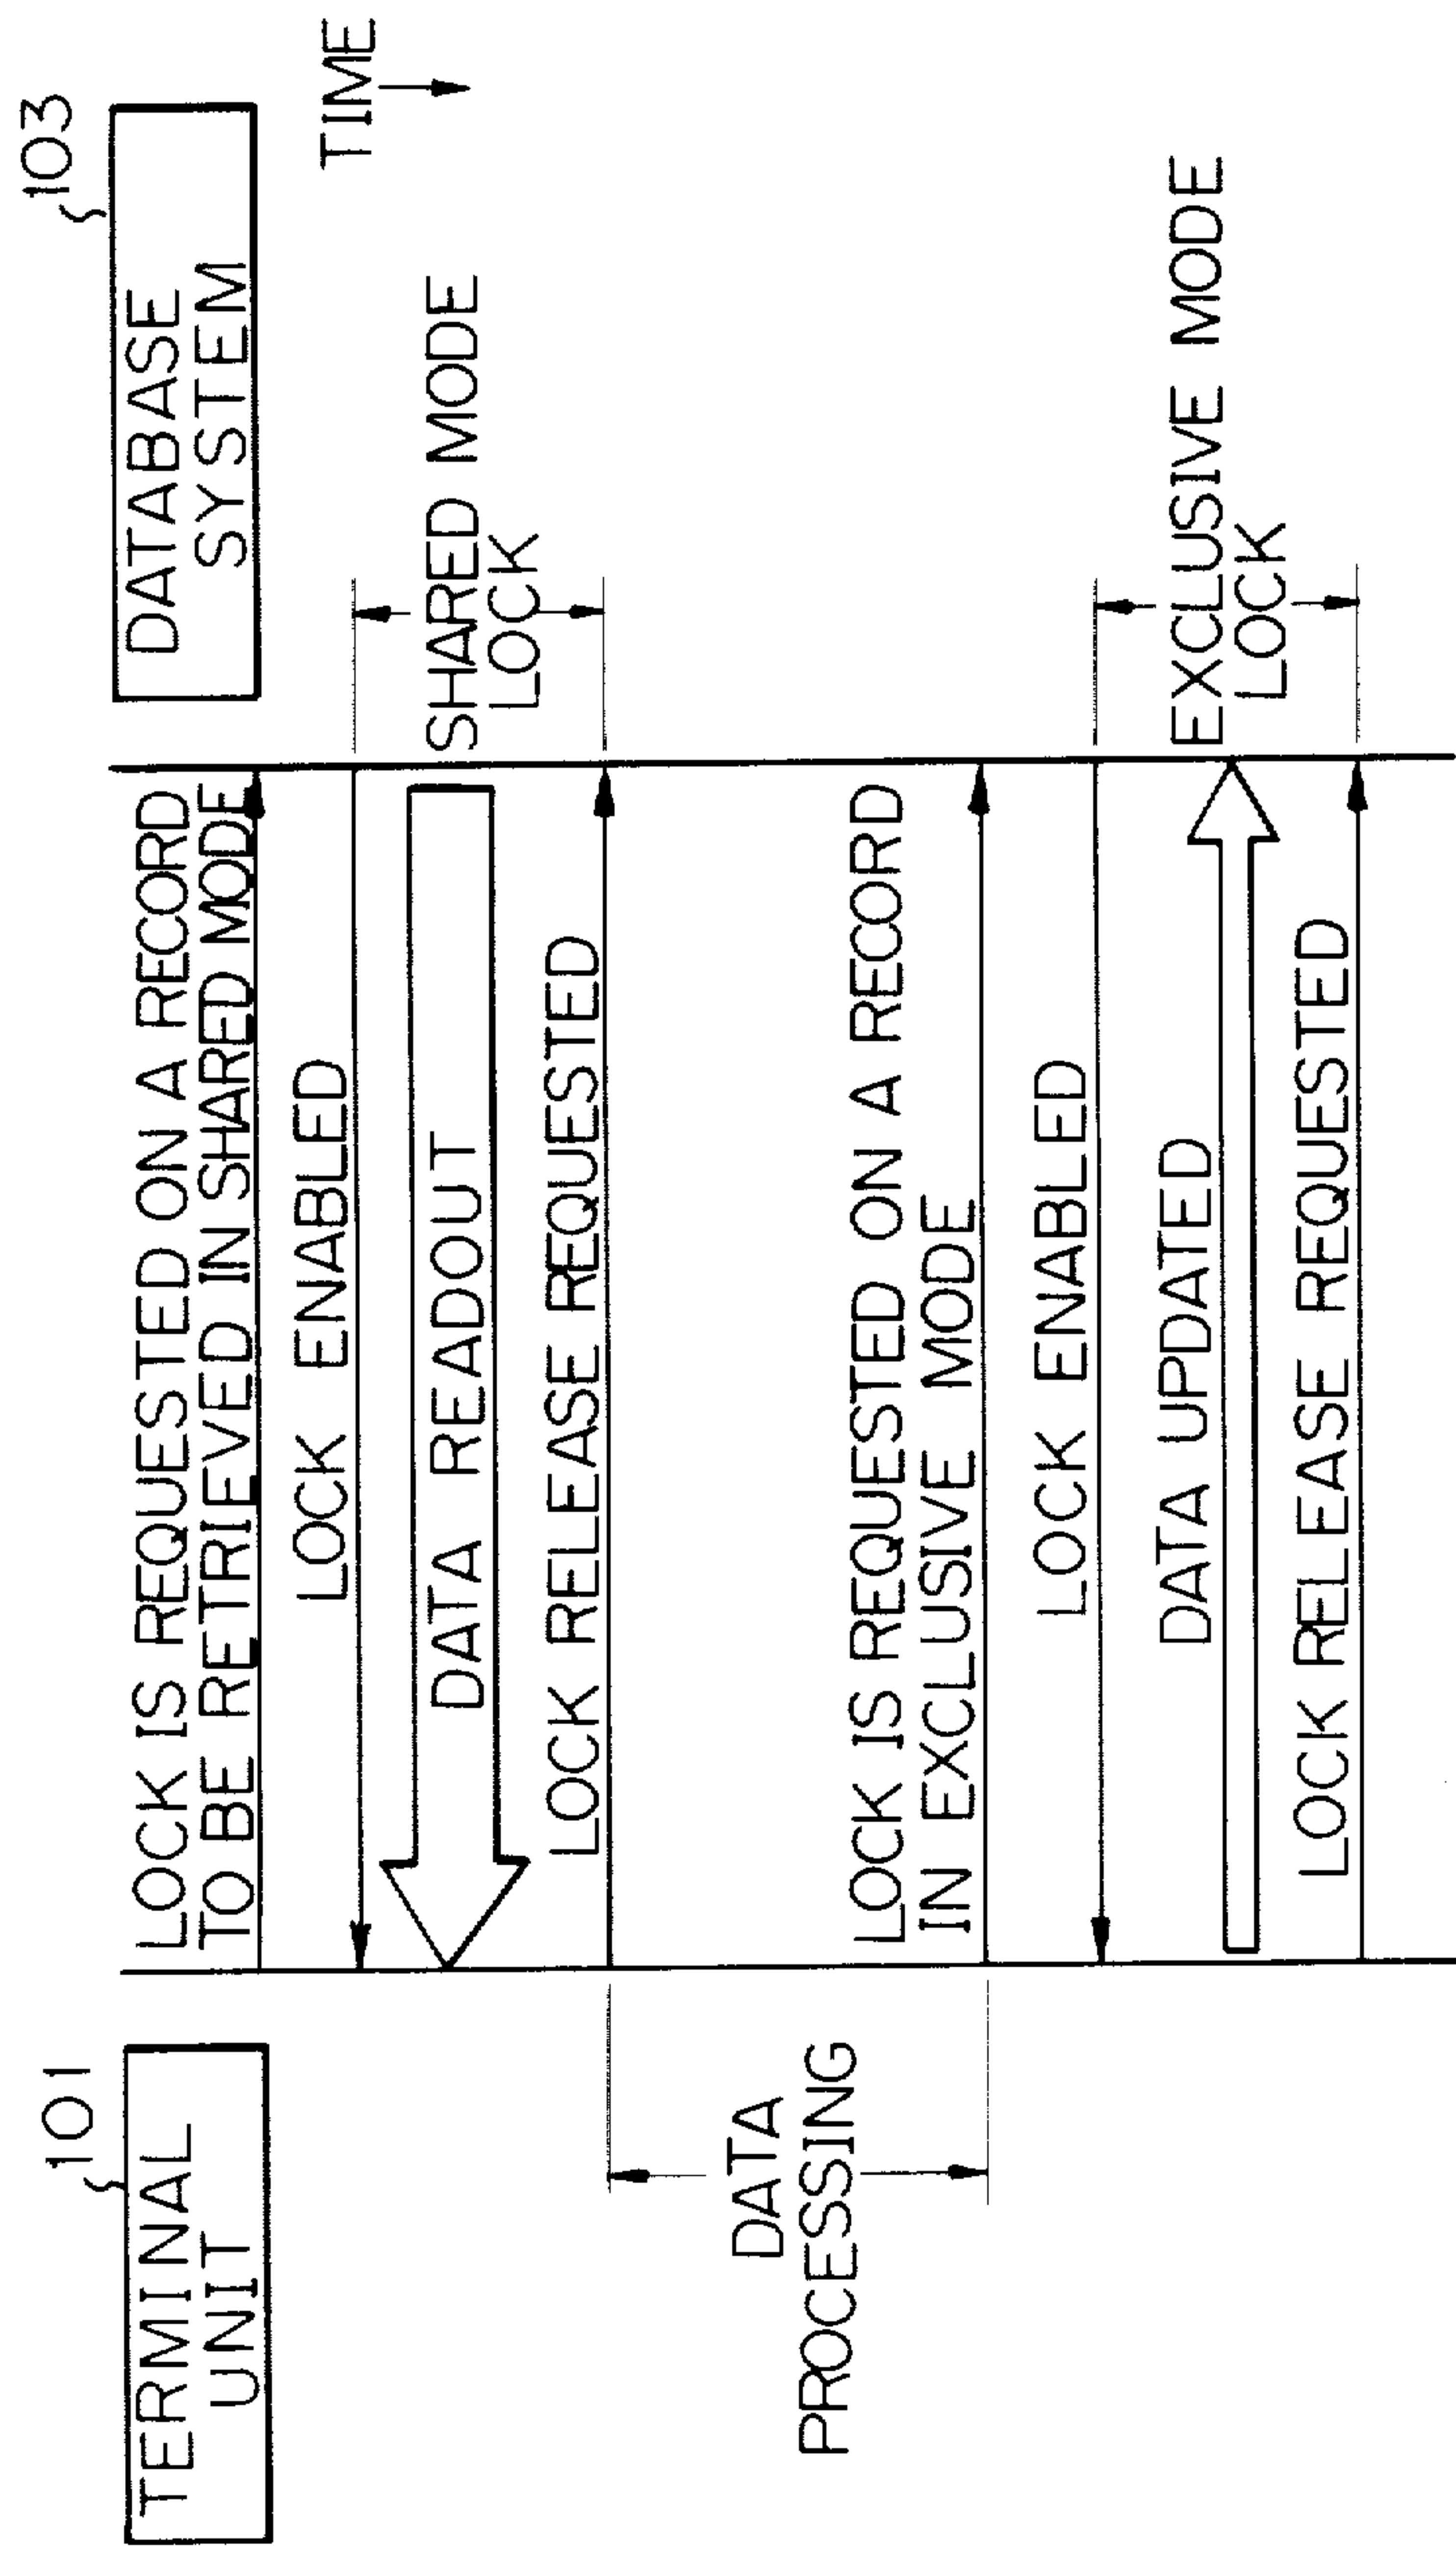 101
TERMINAL
UNIT
103
DATABASE
SYSTEM
TIME
LOCK IS REQUESTED ON A RECORD
TO BE RETRIEVED IN SHARED MODE
LOCK ENABLED
DATA READOUT
SHARED MODE
LOCK
LOCK RELEASE REQUESTED
DATA
PROCESSING
LOCK IS REQUESTED ON A RECORD
IN EXCLUSIVE MODE
LOCK ENABLED
DATA UPDATED
EXCLUSIVE MODE
LOCK
LOCK RELEASE REQUESTED